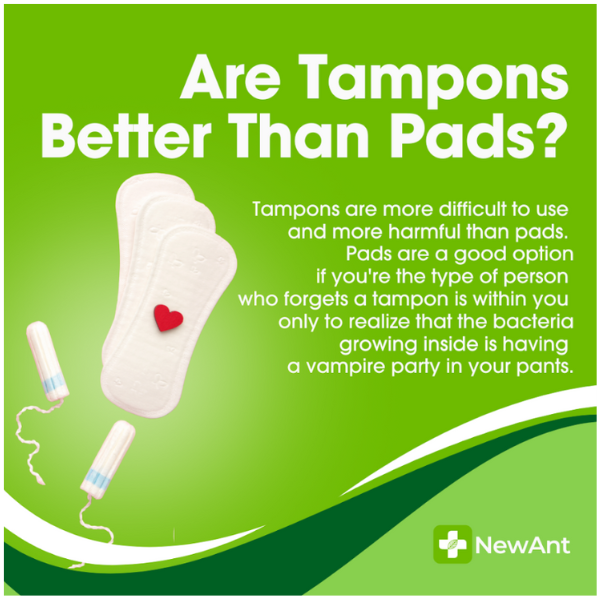 Are Tampons
Better Than Pads?
Tampons are more difficult to use
and more harmful than pads.
Pads are a good option
if you're the type of person
who forgets a tampon is within you
only to realize that the bacteria
growing inside is having
a vampire party in your pants.
NewAnt